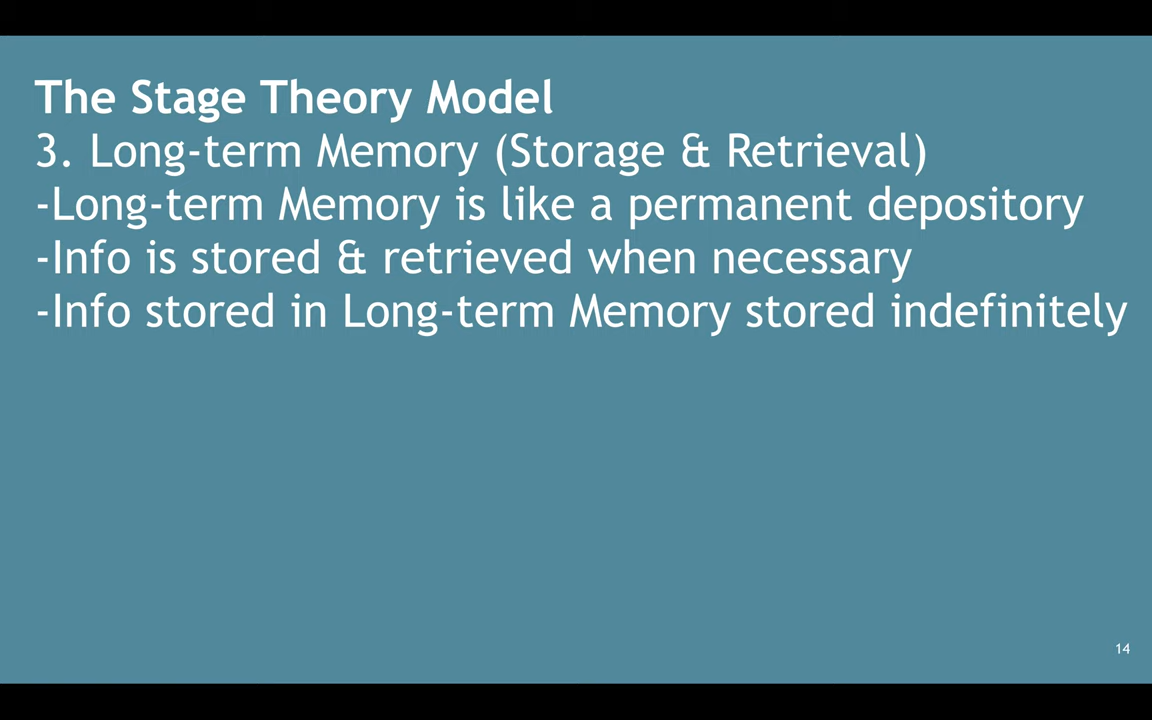 The Stage Theory Model
3. Long-term Memory (Storage & Retrieval)
-Long-term Memory is like a permanent depository
-Info is stored & retrieved when necessary
-Info stored in Long-term Memory stored indefinitely
14